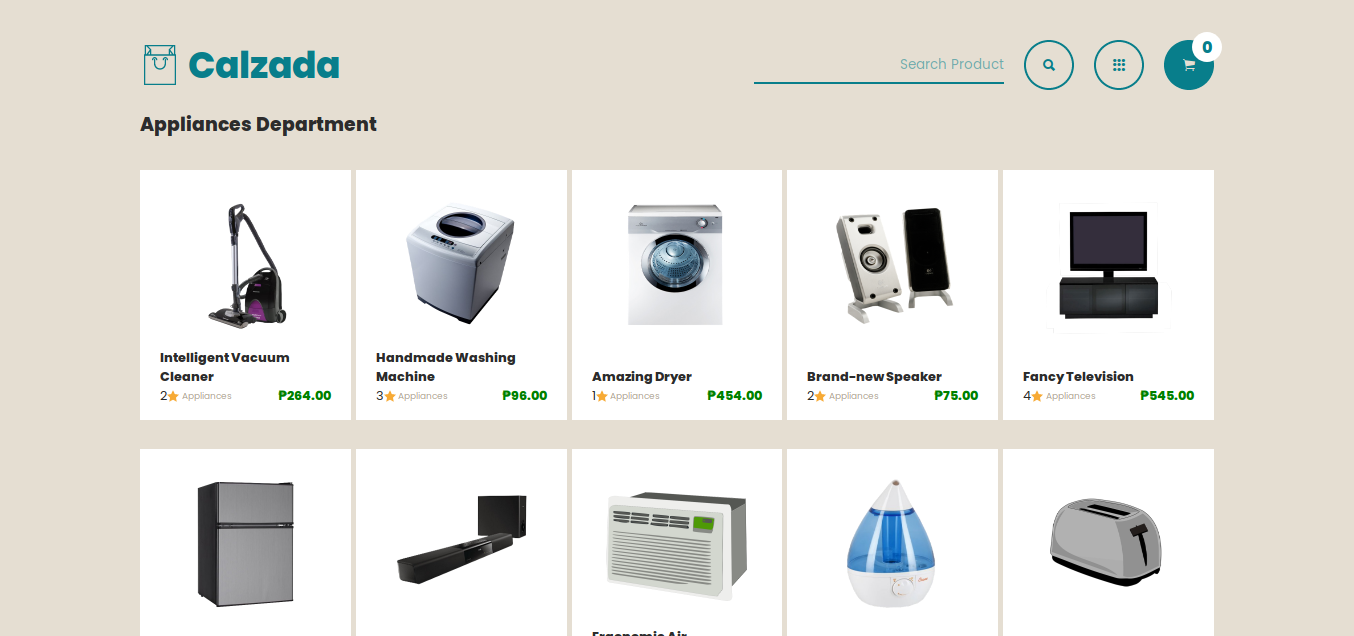 Calzada
Search Product
0
Appliances Department
Intelligent Vacuum
Cleaner
2 Appliances
₱264.00
Handmade Washing
Machine
3 Appliances
₱96.00
Amazing Dryer
1 Appliances
₱454.00
Brand-new Speaker
2 Appliances
₱75.00
Fancy Television
4 Appliances
₱545.00
Ergonomic Air